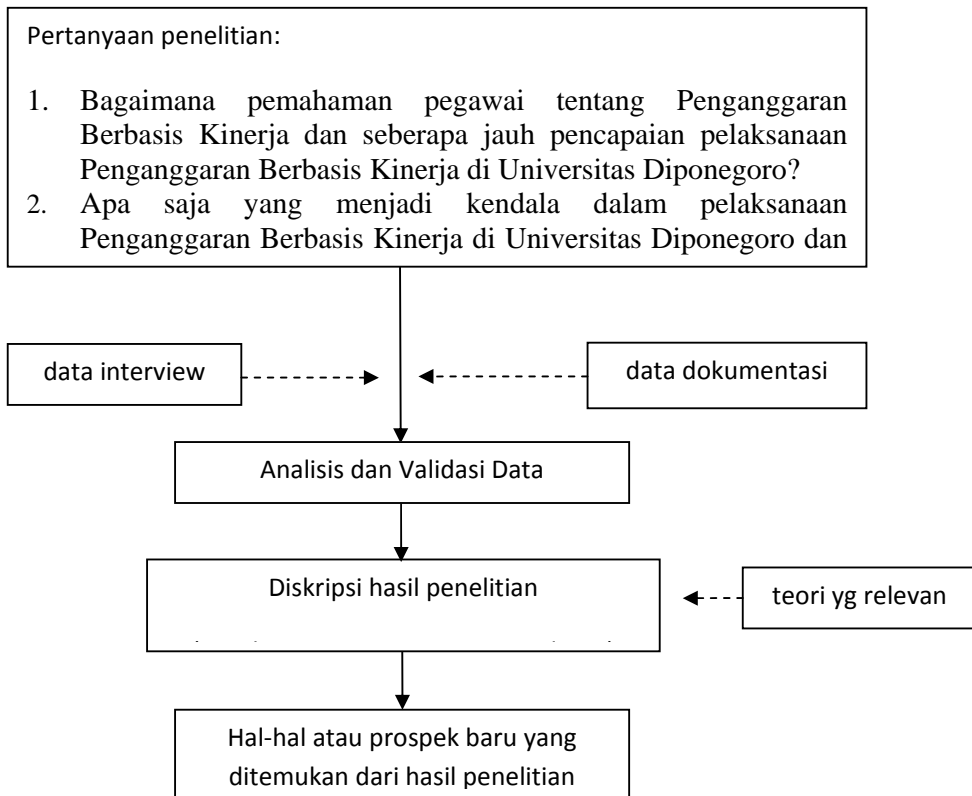 Pertanyaan penelitian:
1. Bagaimana pemahaman pegawai tentang Penganggaran
Berbasis Kinerja dan seberapa jauh pencapaian pelaksanaan
Penganggaran Berbasis Kinerja di Universitas Diponegoro?
2. Apa saja yang menjadi kendala dalam pelaksanaan
Penganggaran Berbasis Kinerja di Universitas Diponegoro dan
data interview
data dokumentasi
Analisis dan Validasi Data
Diskripsi hasil penelitian
teori yg relevan
Hal-hal atau prospek baru yang
ditemukan dari hasil penelitian